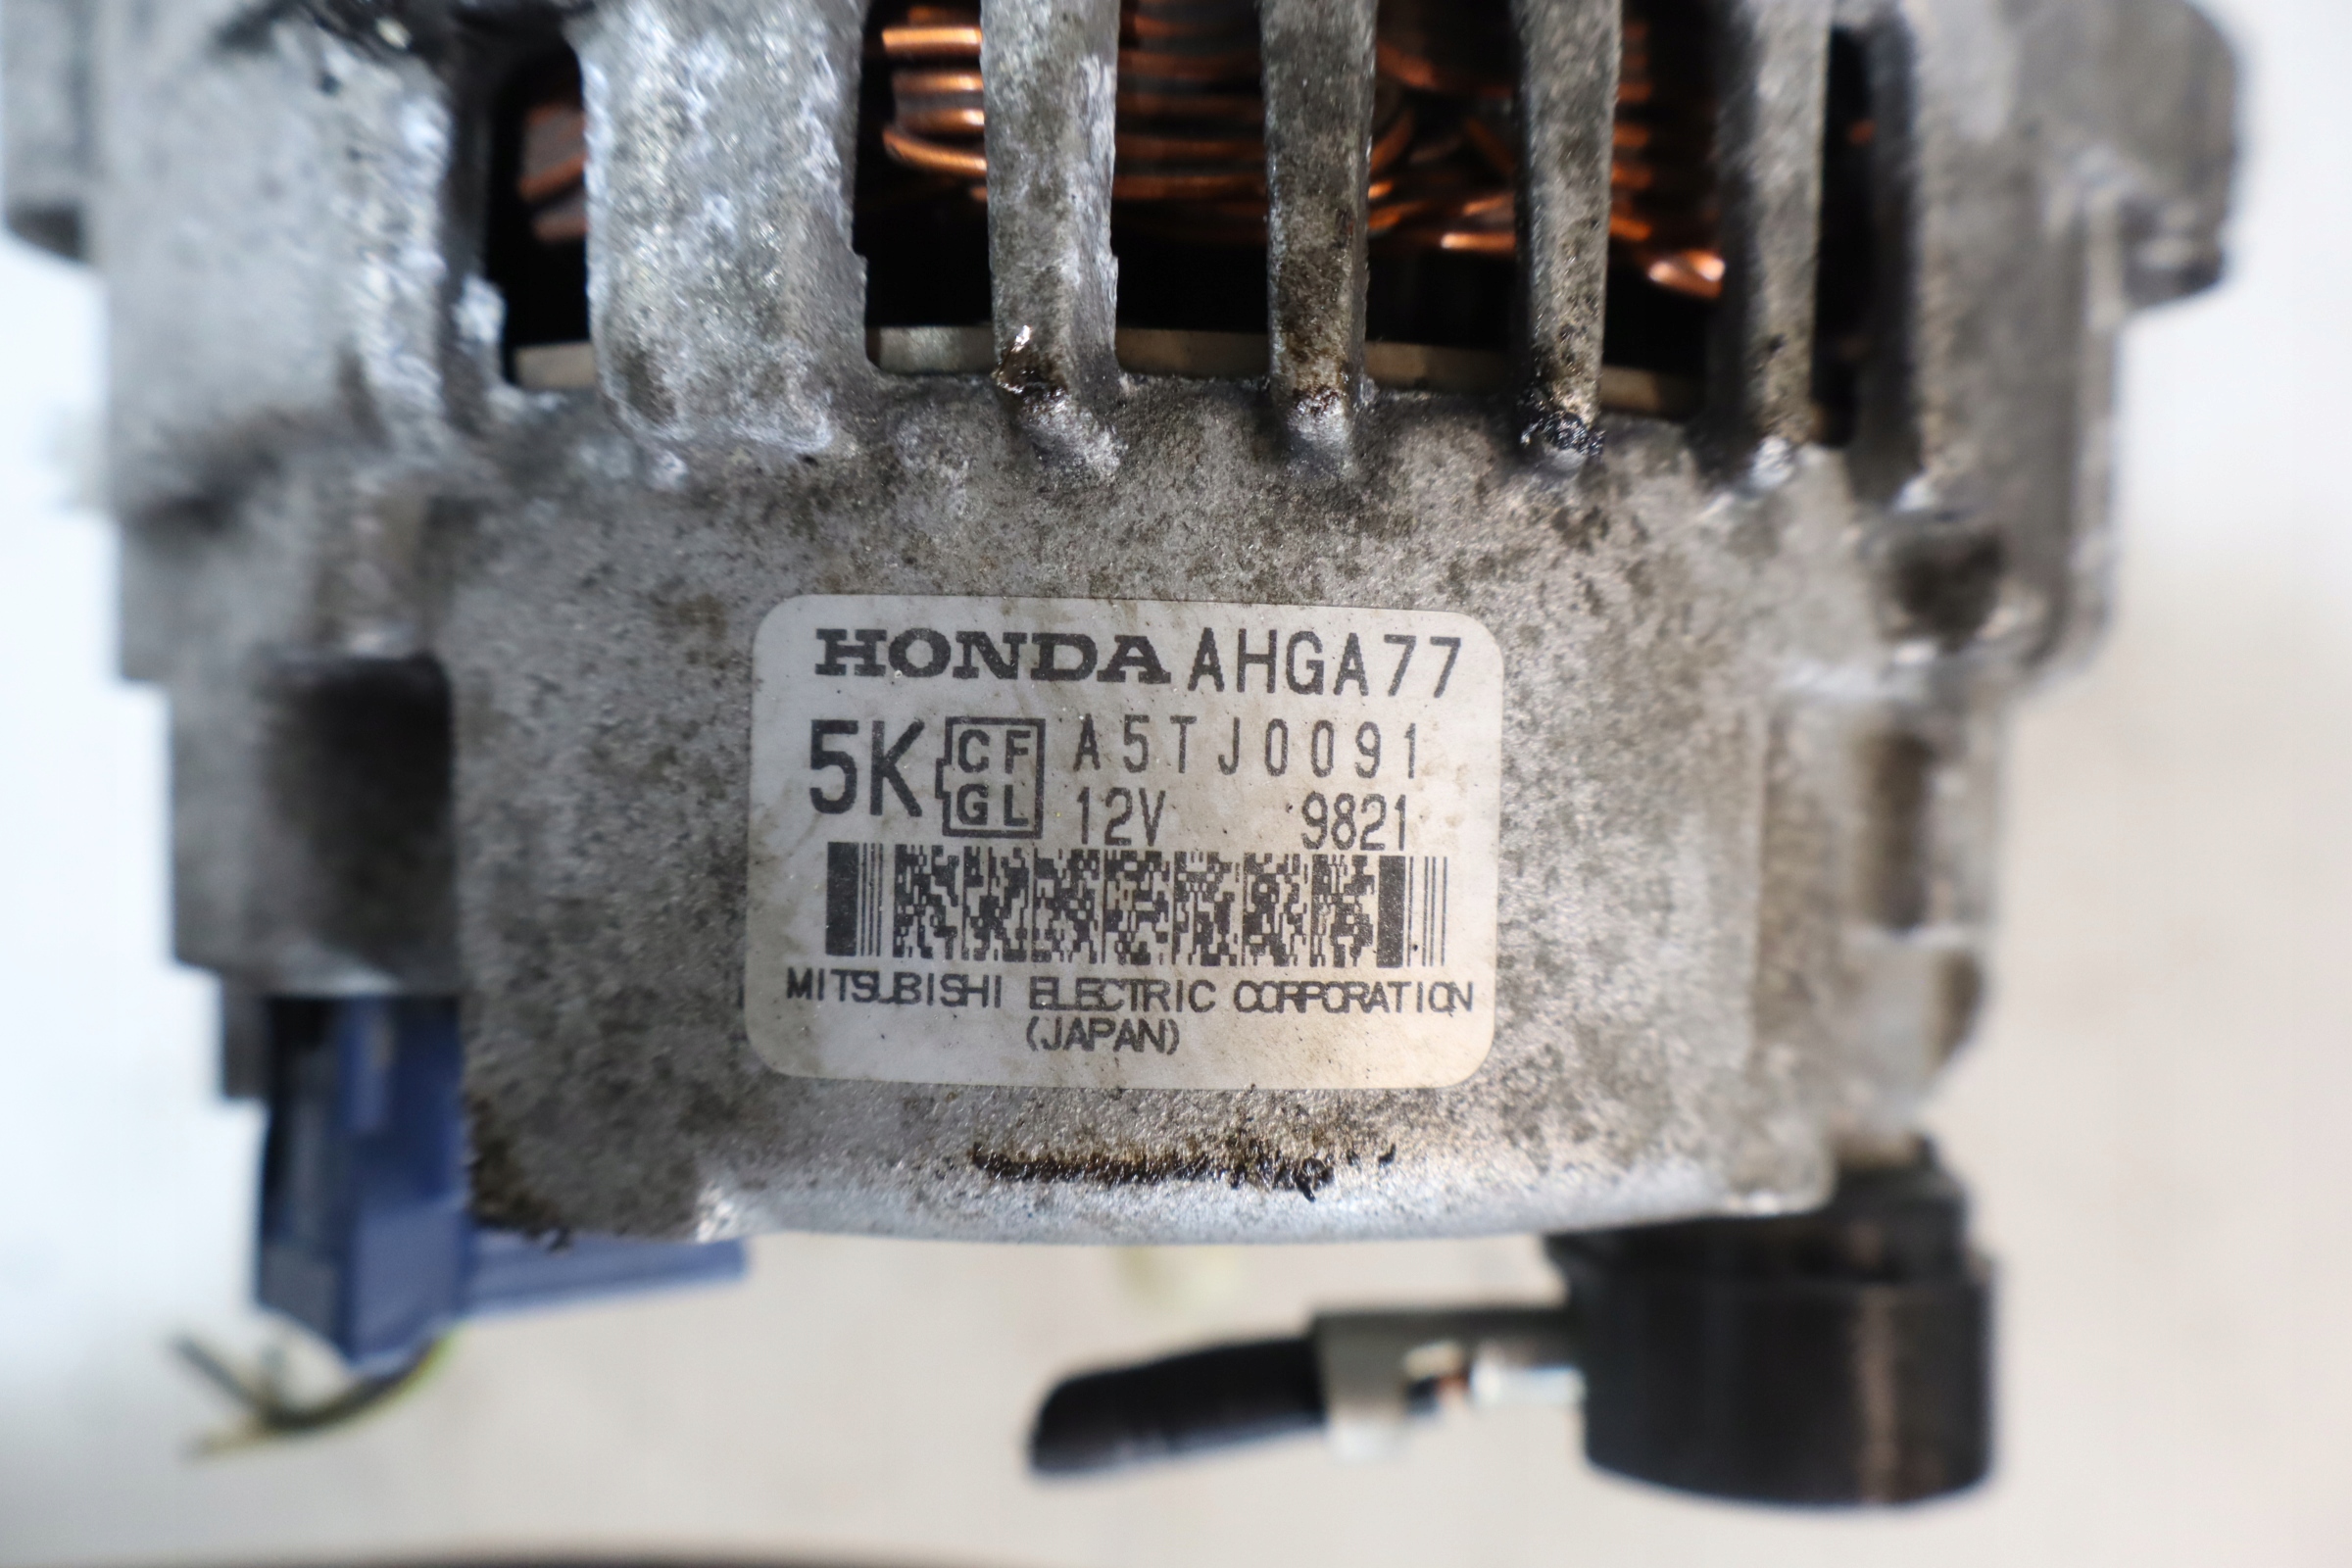 HONDA AHGA77
5K CF GL A5TJ0091
12V 9821
MITSUBISHI ELECTRIC CORPORATION
(JAPAN)